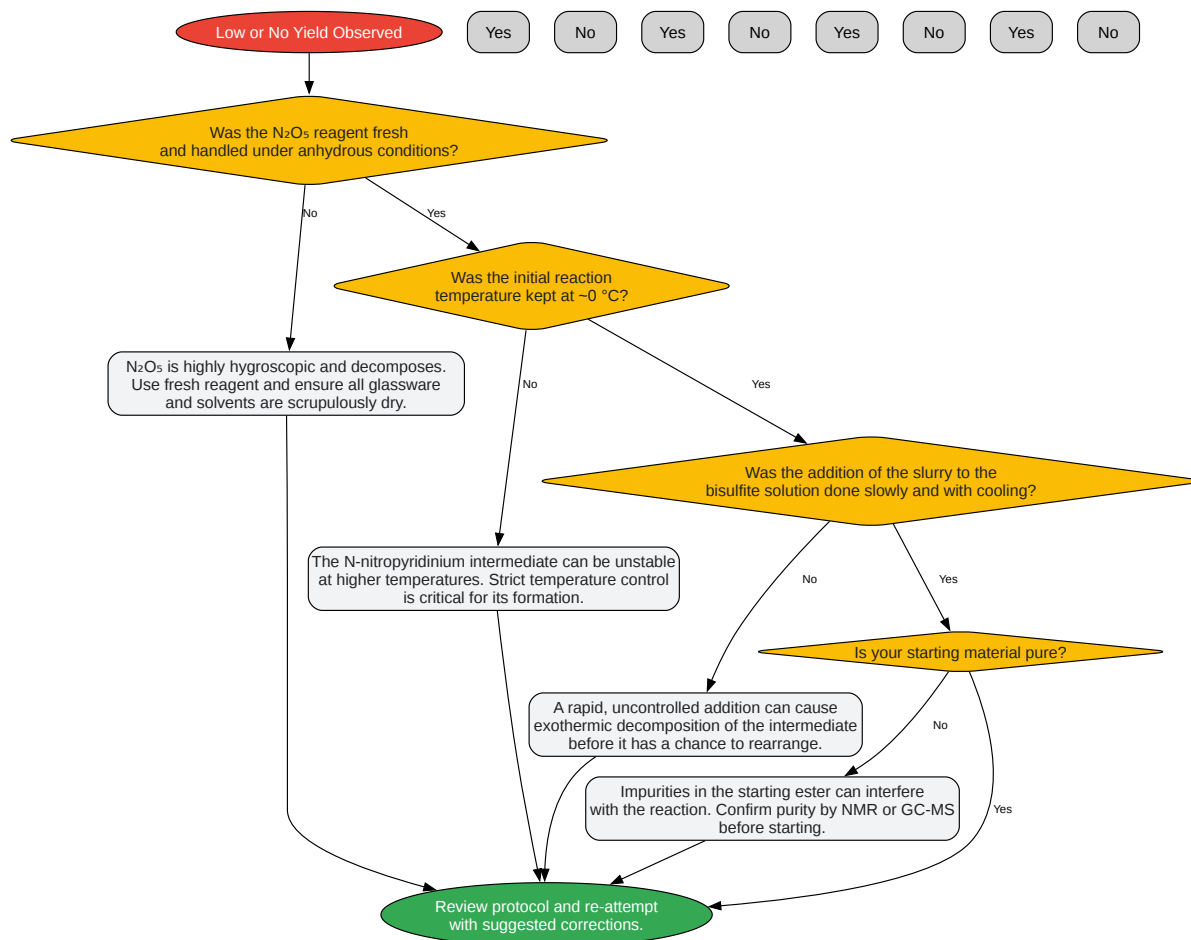 Low or No Yield Observed
Yes
No
Yes
No
Yes
No
Yes
No
Was the N₂O₅ reagent fresh
and handled under anhydrous conditions?
No
Yes
Was the initial reaction
temperature kept at ~0 °C?
N₂O₅ is highly hygroscopic and decomposes.
Use fresh reagent and ensure all glassware
and solvents are scrupulously dry.
No
Yes
Was the addition of the slurry to the
bisulfite solution done slowly and with cooling?
The N-nitropyridinium intermediate can be unstable
at higher temperatures. Strict temperature control
is critical for its formation.
No
Yes
Is your starting material pure?
A rapid, uncontrolled addition can cause
exothermic decomposition of the intermediate
before it has a chance to rearrange.
No
Impurities in the starting ester can interfere
with the reaction. Confirm purity by NMR or GC-MS
before starting.
Yes
Review protocol and re-attempt
with suggested corrections.